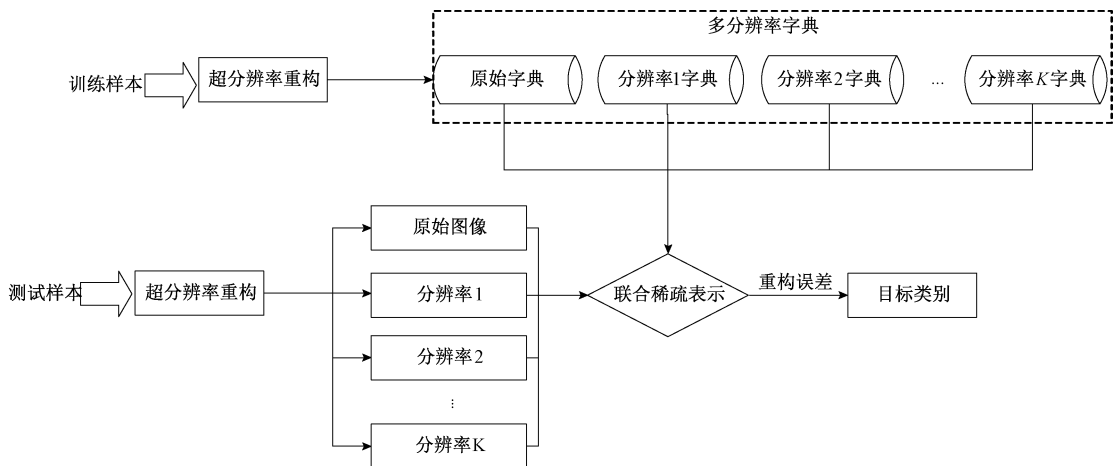 多分辨率字典
训练样本
超分辨率重构
原始字典
分辨率1字典
分辨率2字典
...
分辨率K字典
测试样本
超分辨率重构
原始图像
分辨率1
分辨率2
...
分辨率K
联合稀疏表示
重构误差
目标类别